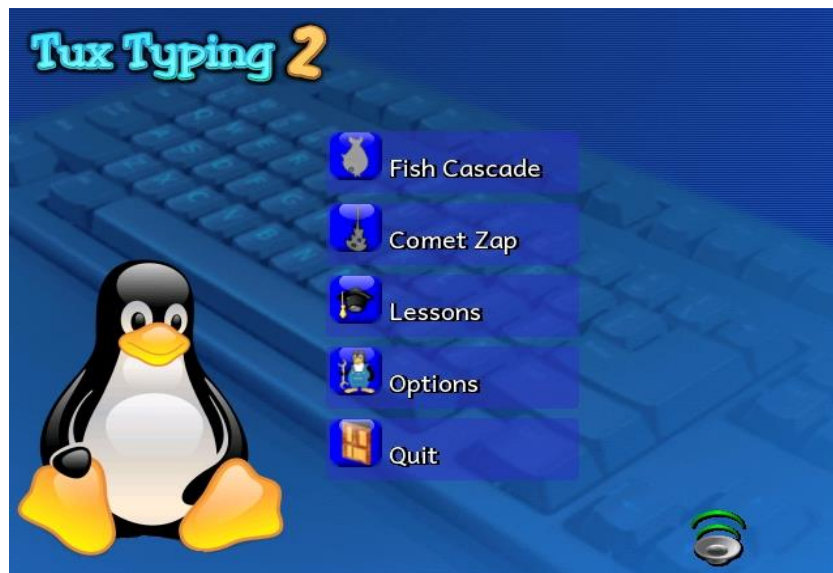 Tux Typing 2
Fish Cascade
Comet Zap
Lessons
Options
Quit